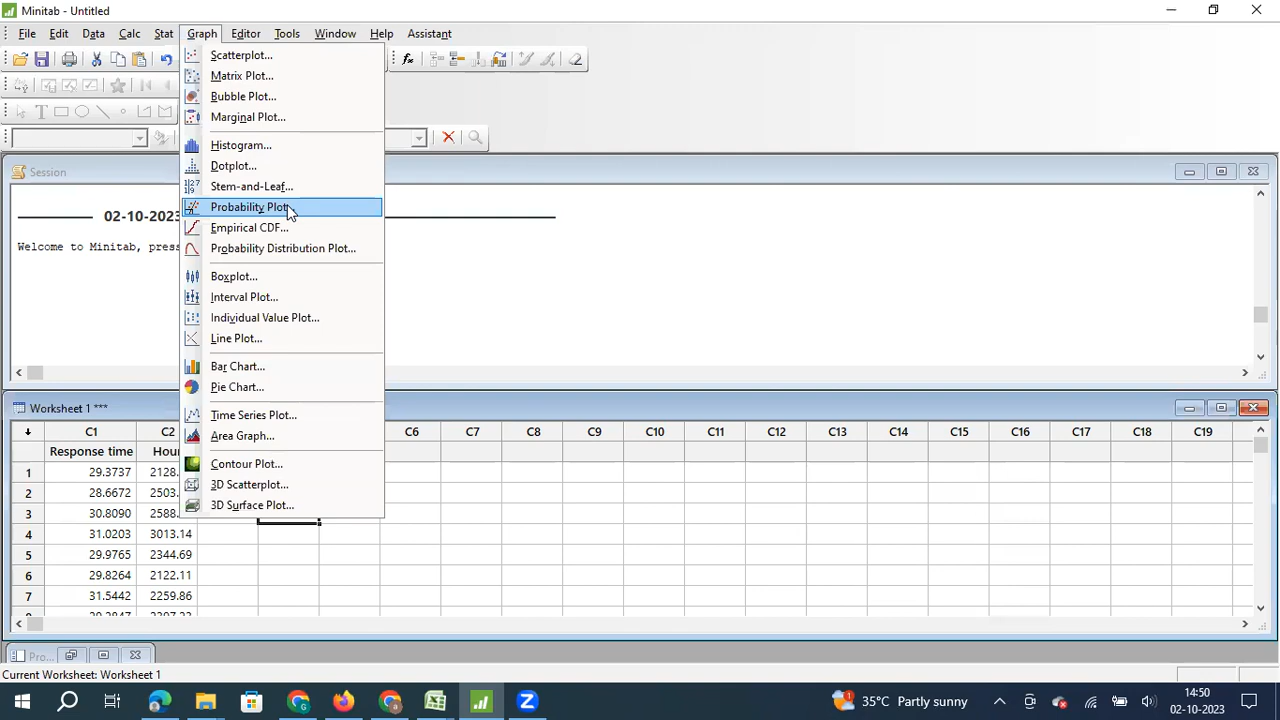 Minitab - Untitled
File Edit Data Calc Stat Graph Editor Tools Window Help Assistant
Scatterplot...
Matrix Plot...
Bubble Plot...
Marginal Plot...
Histogram...
Dotplot...
Stem-and-Leaf...
Probability Plot
Empirical CDF...
Probability Distribution Plot...
Boxplot...
Interval Plot...
Individual Value Plot...
Line Plot...
Bar Chart...
Pie Chart...
Time Series Plot...
Area Graph...
Contour Plot...
3D Scatterplot...
3D Surface Plot...
Session
02-10-2023
Welcome to Minitab, press
Worksheet 1 ***
C1 C2 C6 C7 C8 C9 C10 C11 C12 C13 C14 C15 C16 C17 C18 C19
Response time Hour
1 29.3737 2128.
2 28.6672 2503.
3 30.8090 2588.
4 31.0203 3013.14
5 29.9765 2344.69
6 29.8264 2122.11
7 31.5442 2259.86
Pro...
Current Worksheet: Worksheet 1
35°C Partly sunny
14:50
02-10-2023